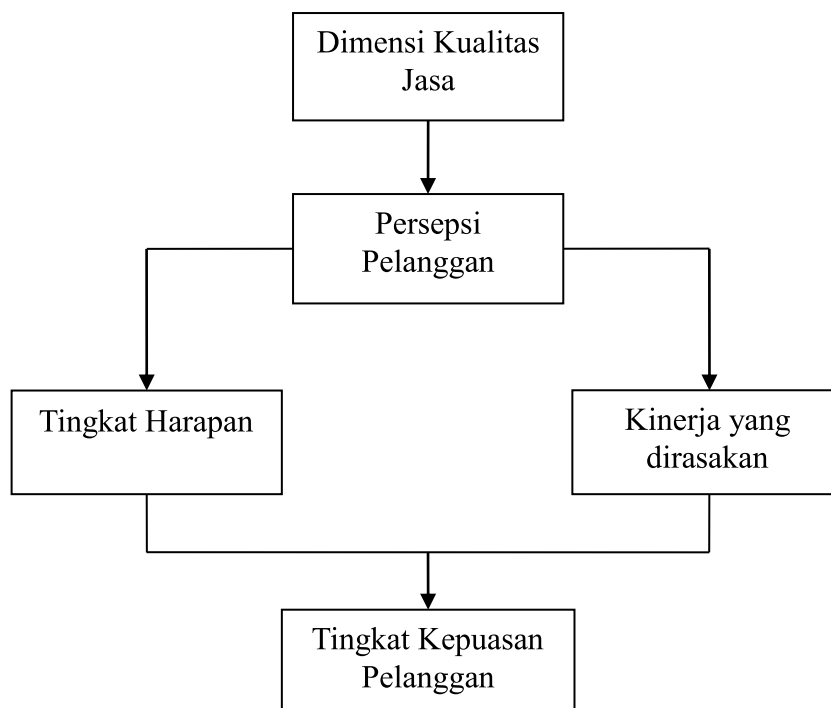 Dimensi Kualitas
Jasa
Persepsi
Pelanggan
Tingkat Harapan
Kinerja yang
dirasakan
Tingkat Kepuasan
Pelanggan